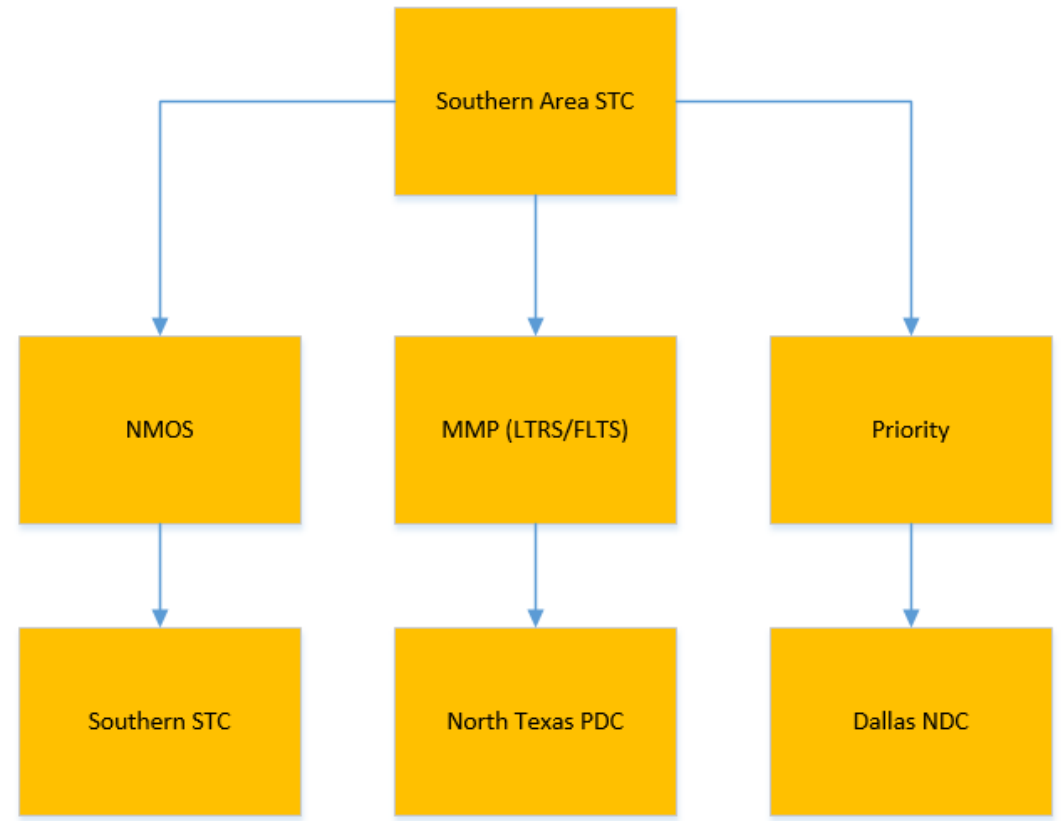 Southern Area STC
NMOS
MMP (LTRS/FLTS)
Priority
Southern STC
North Texas PDC
Dallas NDC